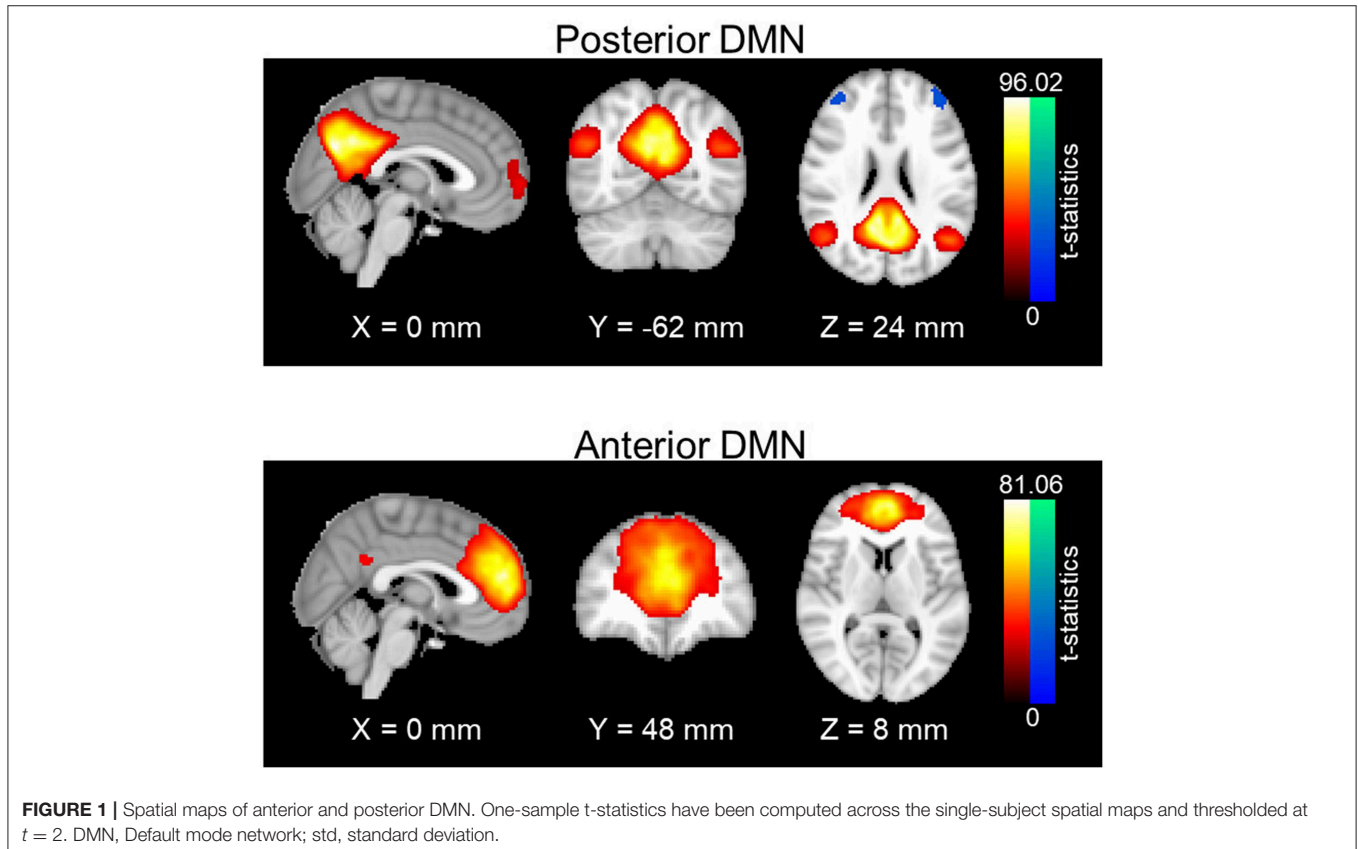 Posterior DMN
96.02
t-statistics
0
X = 0 mm
Y = -62 mm
Z = 24 mm
Anterior DMN
81.06
t-statistics
0
X = 0 mm
Y = 48 mm
Z = 8 mm
FIGURE 1 | Spatial maps of anterior and posterior DMN. One-sample t-statistics have been computed across the single-subject spatial maps and thresholded at
t = 2. DMN, Default mode network; std, standard deviation.